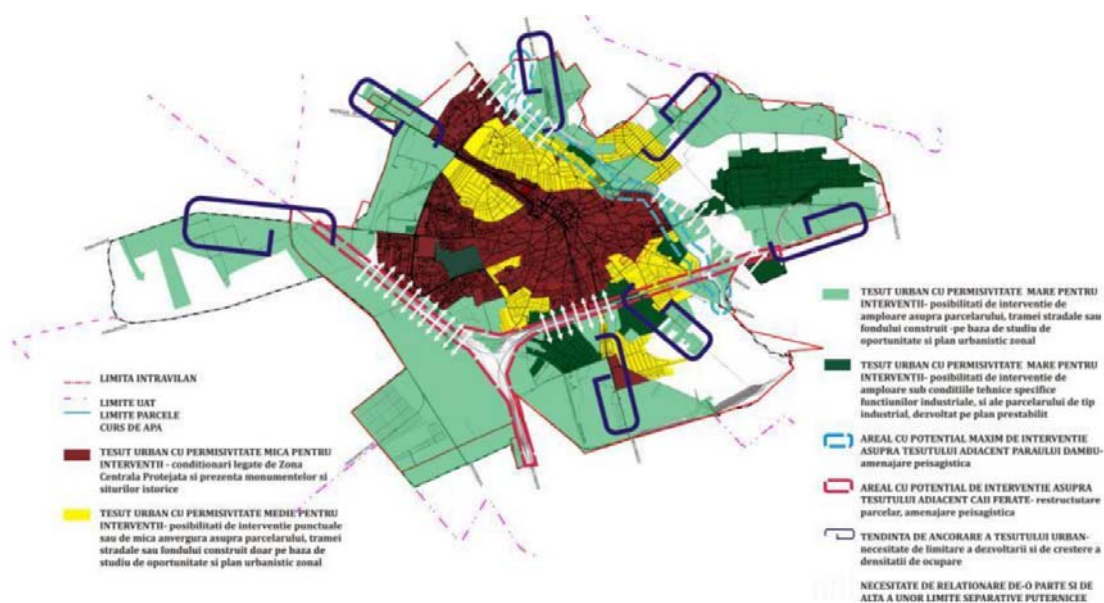 LIMITA INTRAVILAN
LIMITE UAT
LIMITE PARCELE
CURS DE APA
TESUT URBAN CU PERMISIVITATE MICA PENTRU
INTERVENTII - conditionari legate de Zona
Centrala Protejata si prezenta monumentelor si
siturilor istorice
TESUT URBAN CU PERMISIVITATE MEDIE PENTRU
INTERVENTII- posibilitati de interventie punctuale
sau de mica anvergura asupra parcelarului, tramei
stradale sau fondului construit doar pe baza de
studiu de oportunitate si plan urbanistic zonal
TESUT URBAN CU PERMISIVITATE MARE PENTRU
INTERVENTII- posibilitati de interventie de
amploare asupra parcelarului, tramei stradale sau
fondului construit -pe baza de studiu de
oportunitate si plan urbanistic zonal
TESUT URBAN CU PERMISIVITATE MARE PENTRU
INTERVENTII- posibilitati de interventie de
amploare sub conditiile tehnice specifice
functiunilor industriale, si ale parcelarului de tip
industrial, dezvoltat pe plan prestabilit
AREAL CU POTENTIAL MAXIM DE INTERVENTIE
ASUPRA TESUTULUI ADIACENT PARAULUI DAMBU-
amenajare peisagistica
AREAL CU POTENTIAL DE INTERVENTIE ASUPRA
TESUTULUI ADIACENT CAII FERATE- restructutare
parcelar, amenajare peisagistica
TENDINTA DE ANCORARE A TESUTULUI URBAN-
necesitate de limitare a dezvoltarii si de crestere a
densitatii de ocupare
NECESITATE DE RELATIONARE DE-O PARTE SI DE
ALTA A UNOR LIMITE SEPARATIVE PUTERNICEE